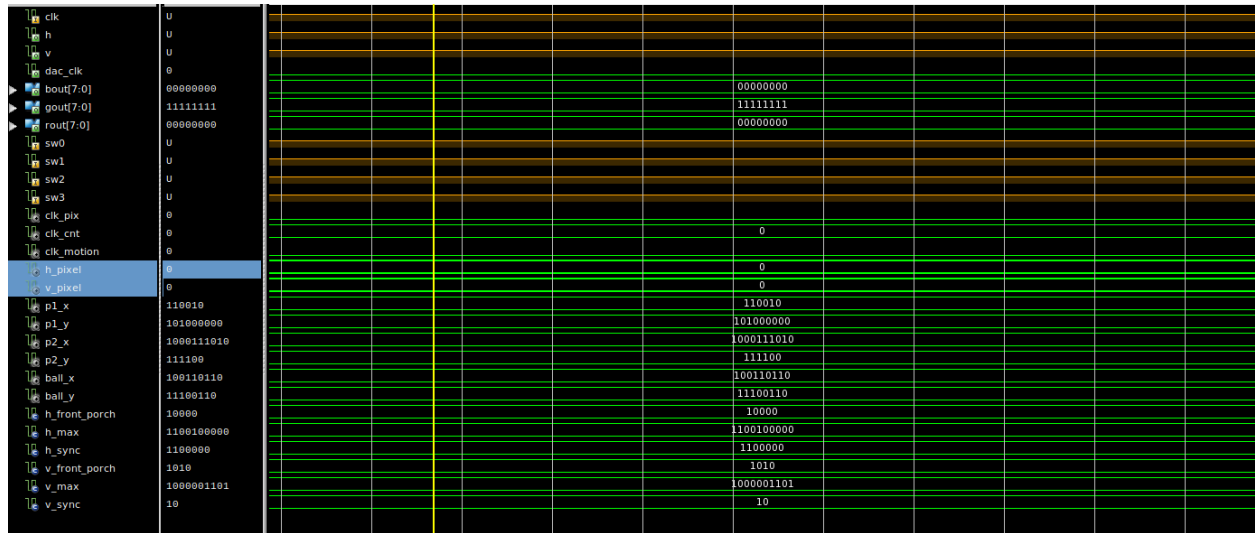 clk U
h U
v U
dac_clk 0
bout[7:0] 00000000 00000000
gout[7:0] 11111111 11111111
rout[7:0] 00000000 00000000
sw0 U
sw1 U
sw2 U
sw3 U
clk_pix 0
clk_cnt 0 0
clk_motion 0
h_pixel 0 0
v_pixel 0 0
p1_x 110010 110010
p1_y 101000000 101000000
p2_x 1000111010 1000111010
p2_y 111100 111100
ball_x 100110110 100110110
ball_y 11100110 11100110
h_front_porch 10000 10000
h_max 1100100000 1100100000
h_sync 1100000 1100000
v_front_porch 1010 1010
v_max 1000001101 1000001101
v_sync 10 10